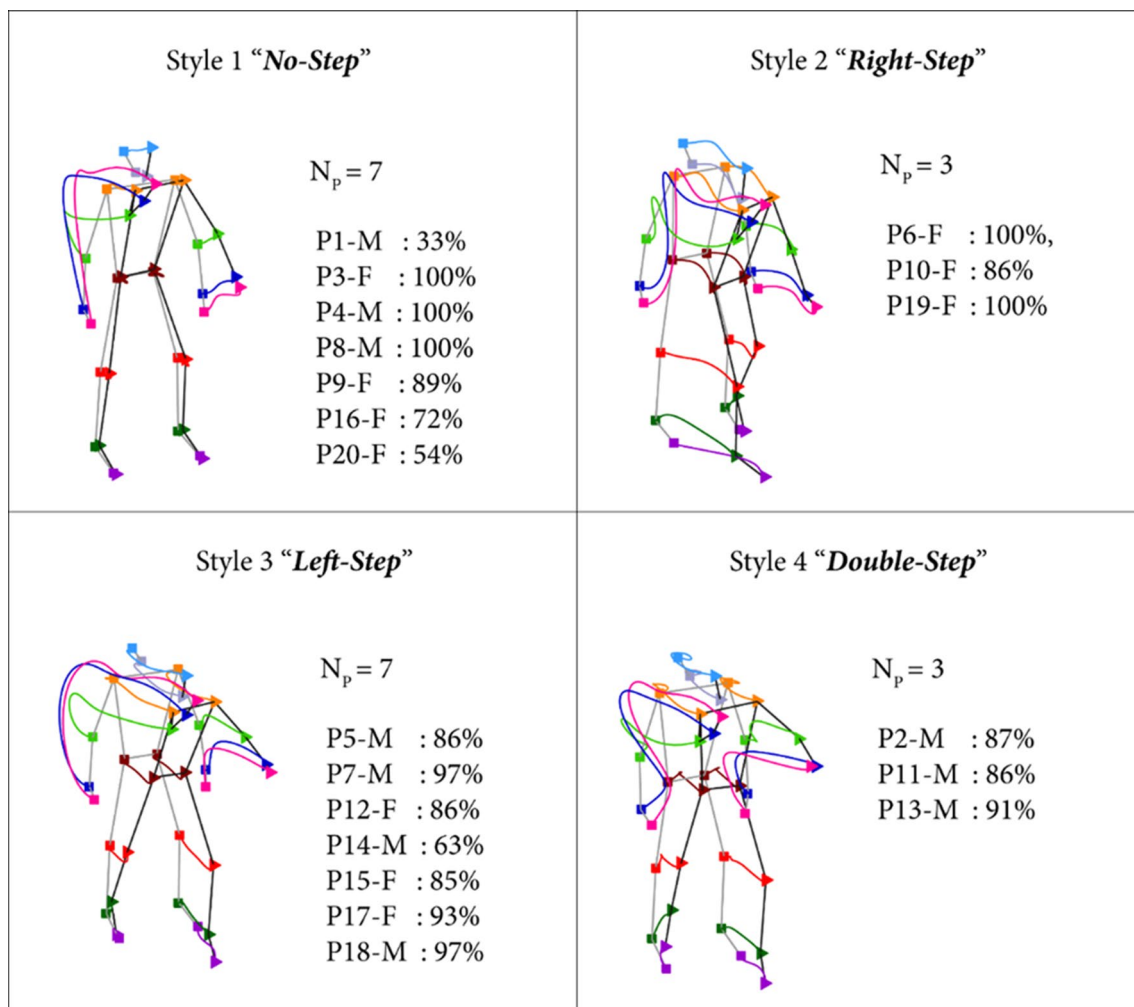 Style 1 “No-Step”
N_P = 7
P1-M : 33%
P3-F : 100%
P4-M : 100%
P8-M : 100%
P9-F : 89%
P16-F : 72%
P20-F : 54%
Style 2 “Right-Step”
N_P = 3
P6-F : 100%,
P10-F : 86%
P19-F : 100%
Style 3 “Left-Step”
N_P = 7
P5-M : 86%
P7-M : 97%
P12-F : 86%
P14-M : 63%
P15-F : 85%
P17-F : 93%
P18-M : 97%
Style 4 “Double-Step”
N_P = 3
P2-M : 87%
P11-M : 86%
P13-M : 91%